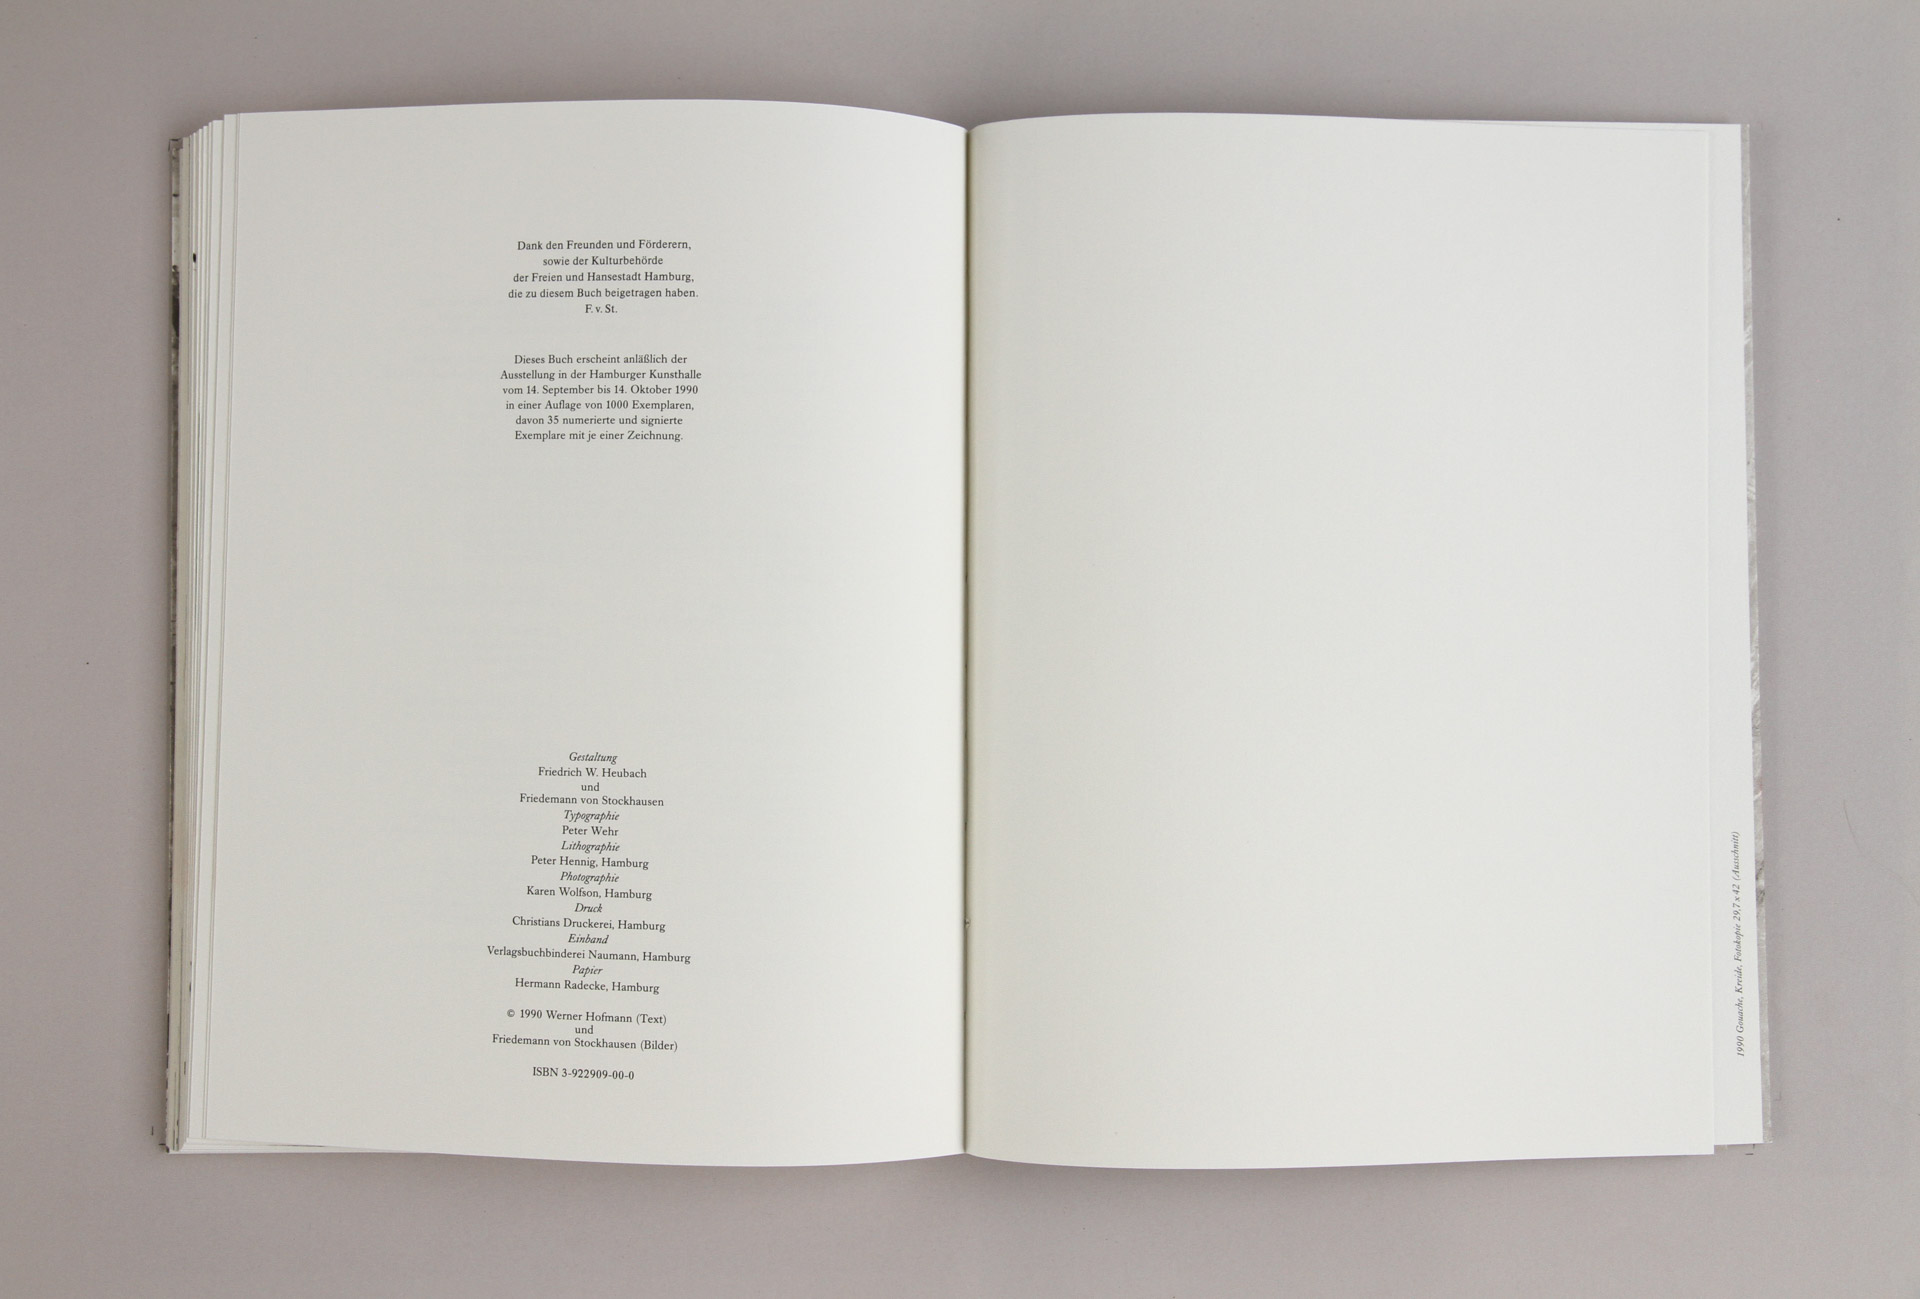 Dank den Freunden und Förderern,
sowie der Kulturbehörde
der Freien und Hansestadt Hamburg,
die zu diesem Buch beigetragen haben.
F. v. St.
Dieses Buch erscheint anläßlich der
Ausstellung in der Hamburger Kunsthalle
vom 14. September bis 14. Oktober 1990
in einer Auflage von 1000 Exemplaren,
davon 35 numerierte und signierte
Exemplare mit je einer Zeichnung.
Gestaltung
Friedrich W. Heubach
und
Friedemann von Stockhausen
Typographie
Peter Wehr
Lithographie
Peter Hennig, Hamburg
Photographie
Karen Wolfson, Hamburg
Druck
Christians Druckerei, Hamburg
Einband
Verlagsbuchbinderei Naumann, Hamburg
Papier
Hermann Radecke, Hamburg
© 1990 Werner Hofmann (Text)
und
Friedemann von Stockhausen (Bilder)
ISBN 3-922909-00-0
1990 Gouache, Kreide, Fotokopie 29,7 x 42 (Ausschnitt)